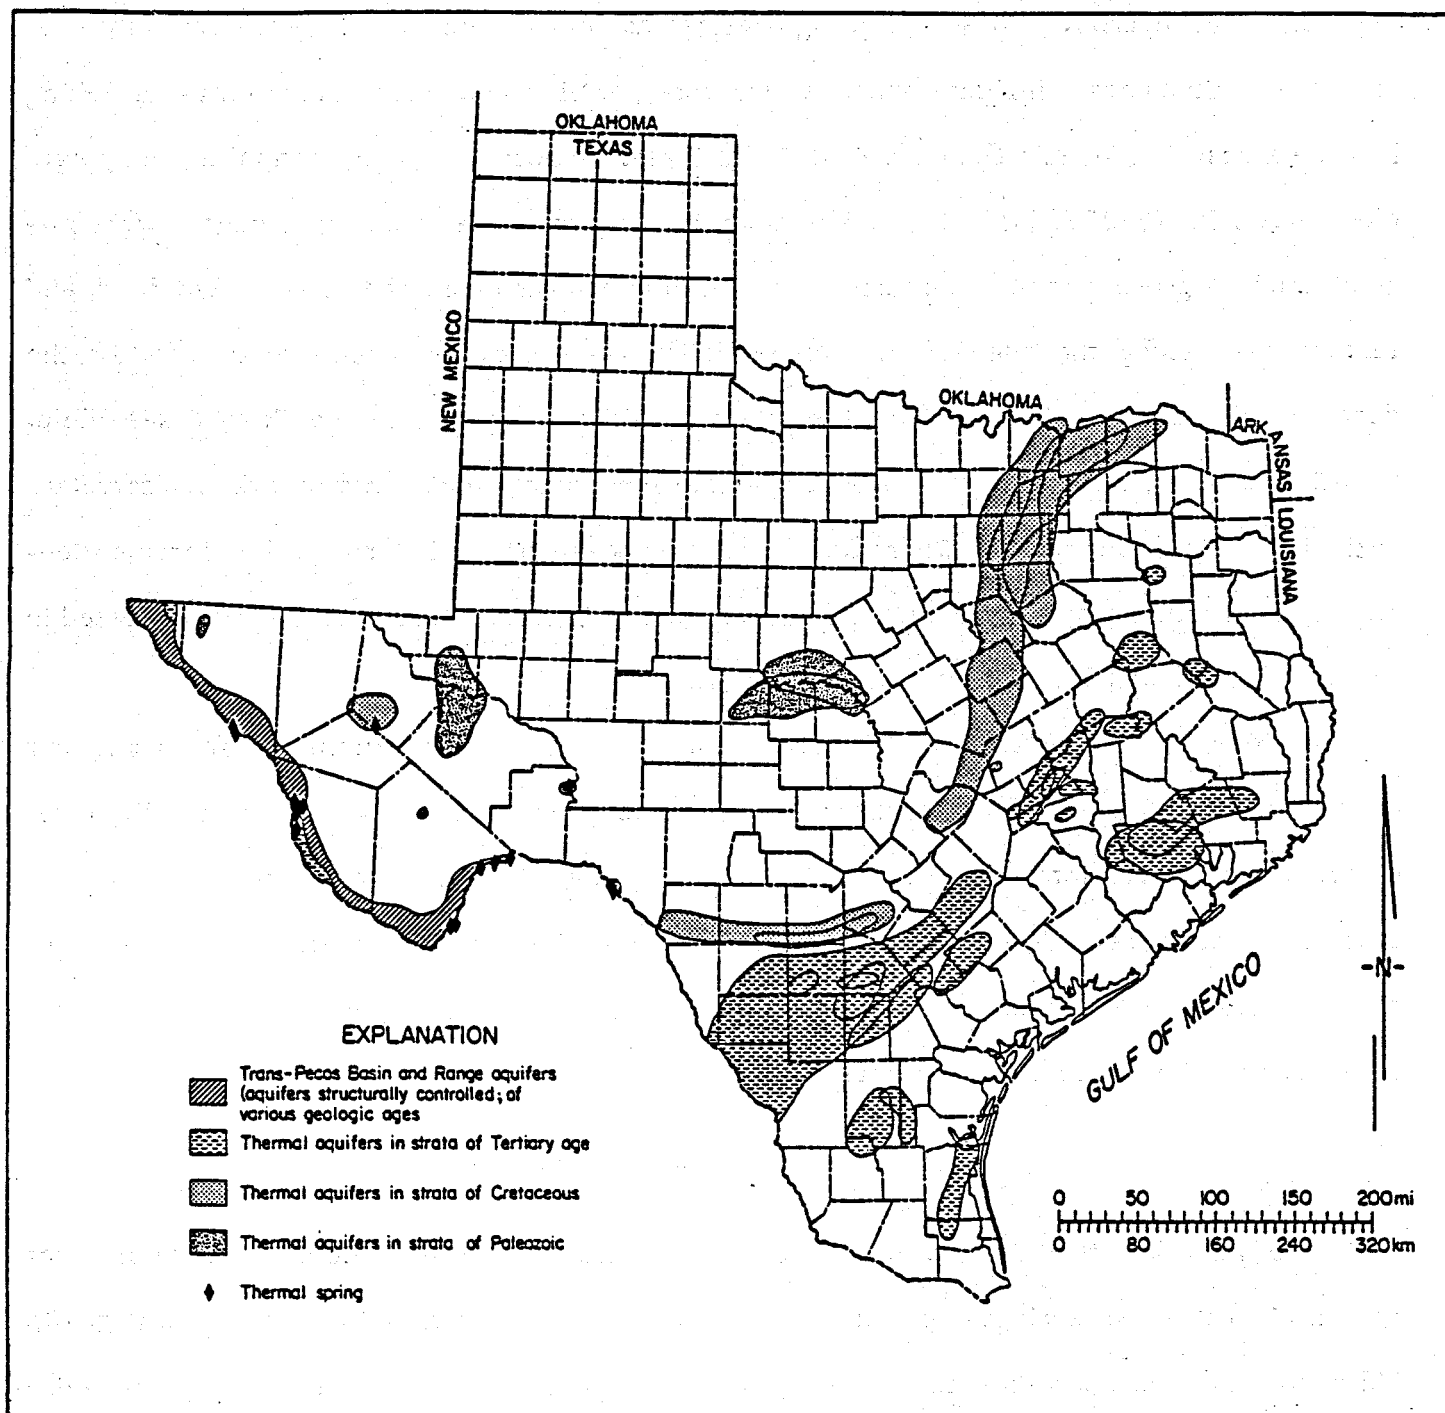 OKLAHOMA
TEXAS
NEW MEXICO
OKLAHOMA
ARKANSAS
LOUISIANA
GULF OF MEXICO
-N-
EXPLANATION
Trans-Pecos Basin and Range aquifers
(aquifers structurally controlled; of
various geologic ages
Thermal aquifers in strata of Tertiary age
Thermal aquifers in strata of Cretaceous
Thermal aquifers in strata of Paleozoic
Thermal spring
0 50 100 150 200mi
0 80 160 240 320km